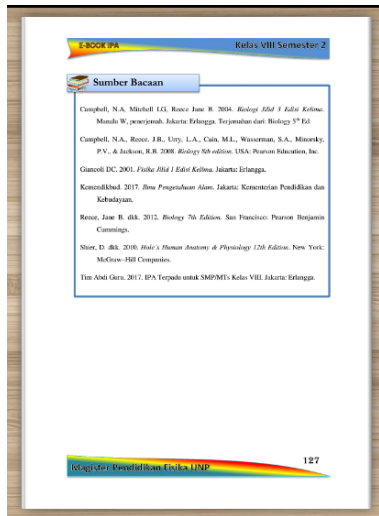 E-BOOK IPA
Kelas VIII Semester 2
Sumber Bacaan
Campbell, N.A, Mitchell LG, Reece Jane B. 2004. Biologi Jilid 3 Edisi Kelima.
Manalu W, penerjemah. Jakarta: Erlangga. Terjemahan dari: Biology 5th Ed.
Campbell, N.A., Reece, J.B., Urry, L.A., Cain, M.L., Wasserman, S.A., Minorsky,
P.V., & Jackson, R.B. 2008. Biology 8th edition. USA: Pearson Education, Inc.
Giancoli DC. 2001. Fisika Jilid I Edisi Kelima. Jakarta: Erlangga.
Kemendikbud. 2017. Ilmu Pengetahuan Alam. Jakarta: Kementerian Pendidikan dan
Kebudayaan.
Reece, Jane B. dkk. 2012. Biology 7th Edition. San Francisco: Pearson Benjamin
Cummings.
Shier, D. dkk. 2010. Hole's Human Anatomy & Physiology 12th Edition. New York:
McGraw–Hill Companies.
Tim Abdi Guru. 2017. IPA Terpadu untuk SMP/MTs Kelas VIII. Jakarta: Erlangga.
127
Magister Pendidikan Fisika UNP